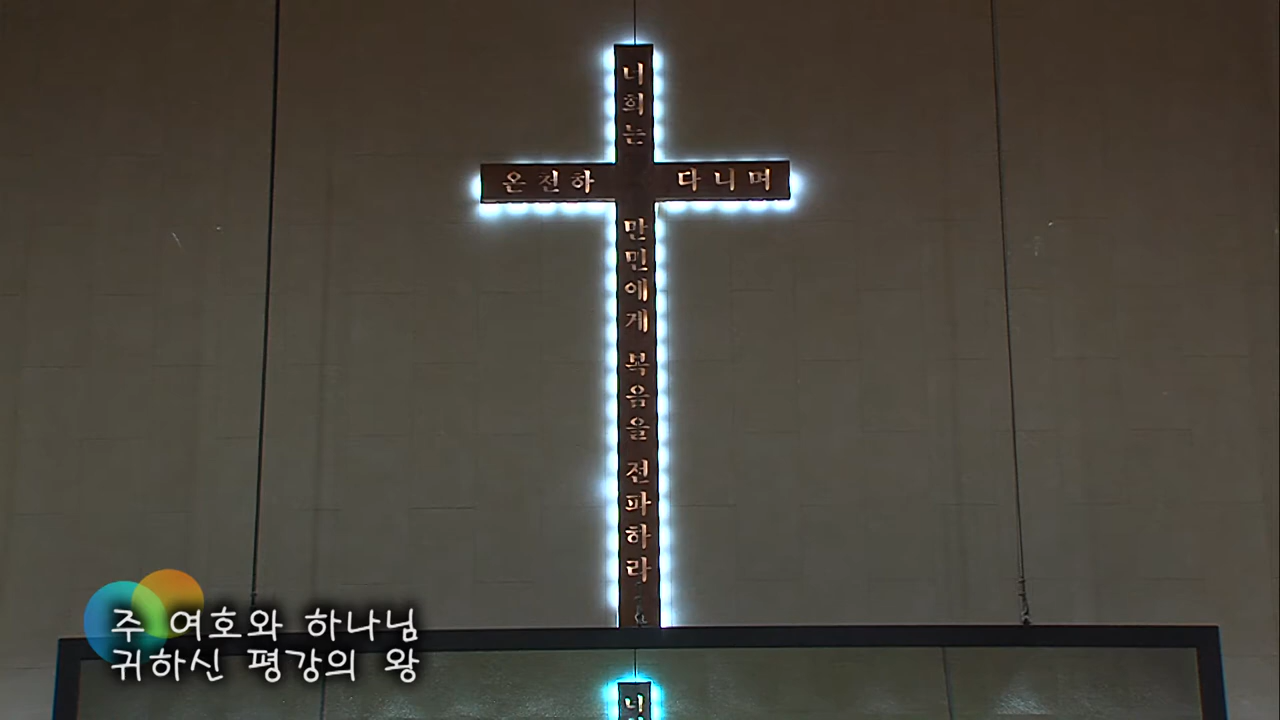 너희는
온천하 다니며
만민에게 복음을 전파하라
주 여호와 하나님
귀하신 평강의 왕
니